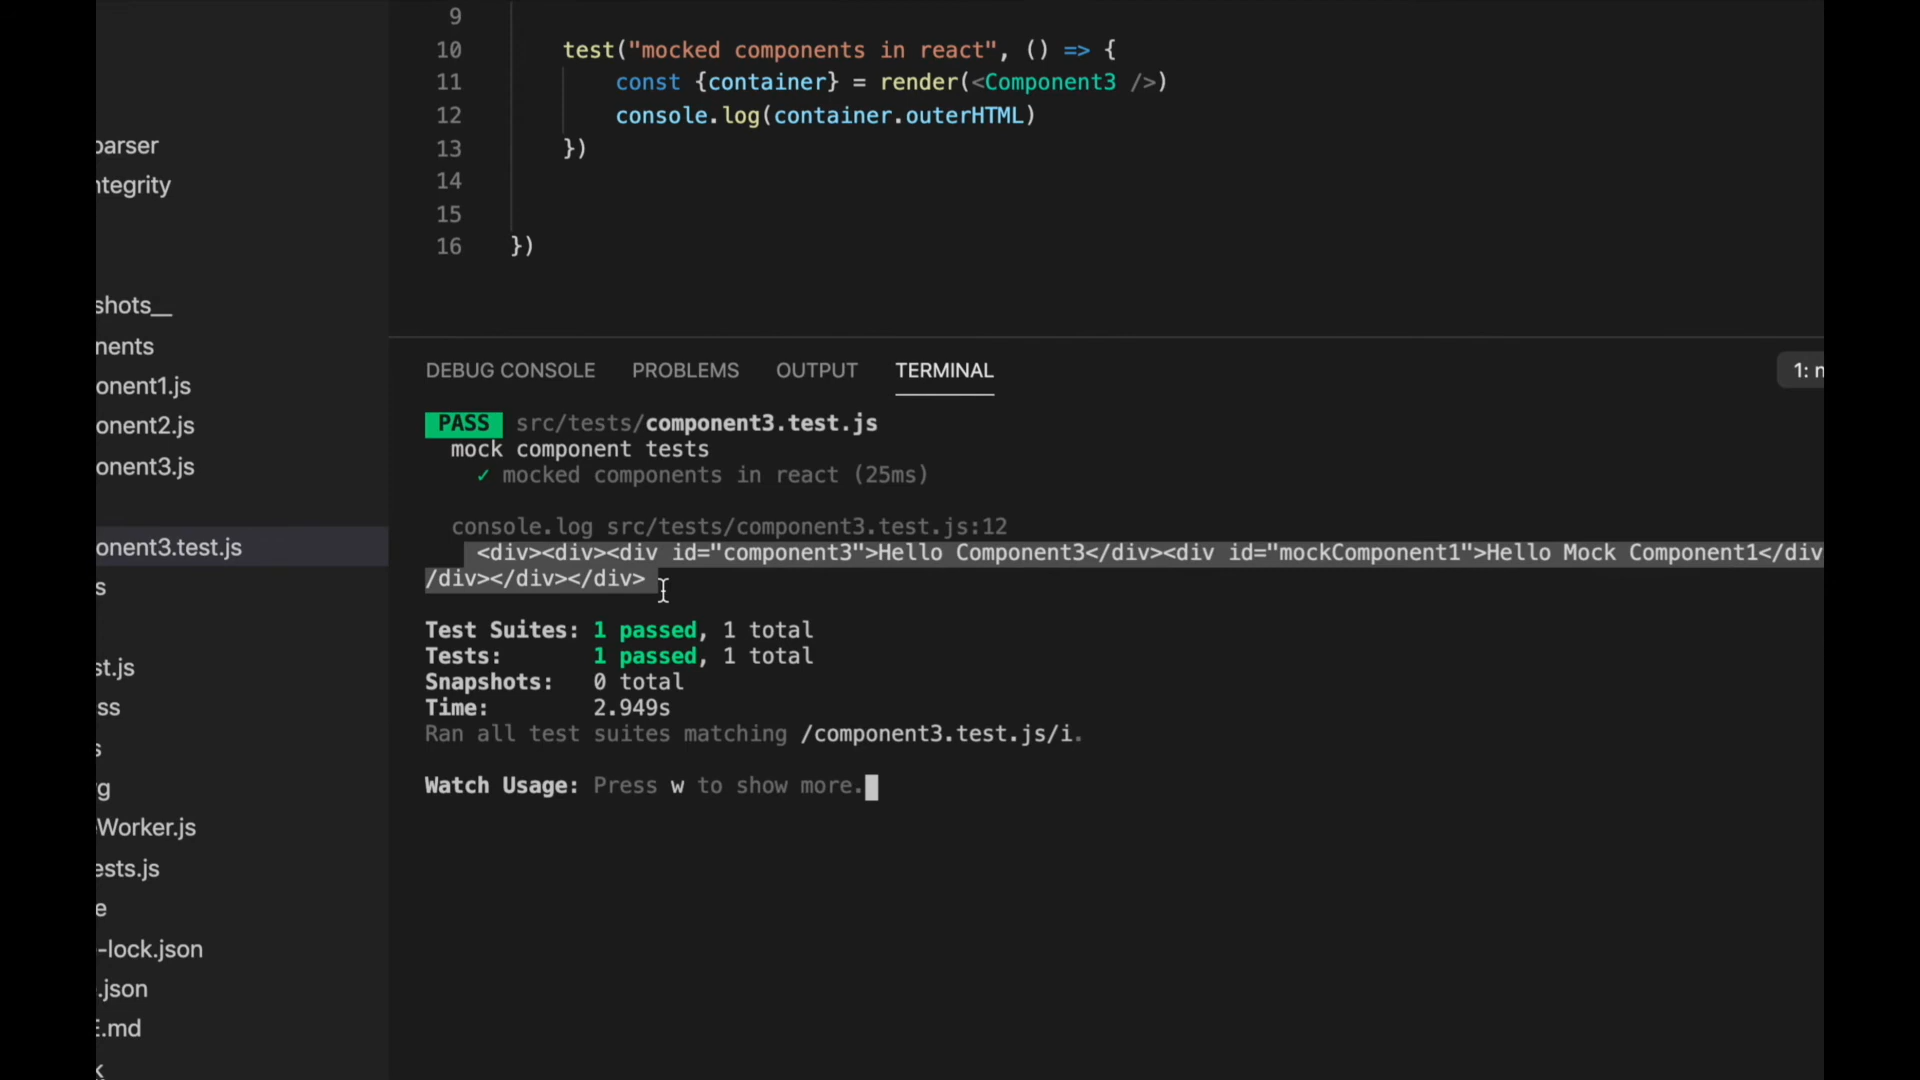 9
10 test("mocked components in react", () => {
11 const {container} = render(<Component3 />)
12 console.log(container.outerHTML)
13 })
14
15
16 })
parser
ntegrity
shots__
nents
onent1.js
onent2.js
onent3.js
onent3.test.js
s
st.js
ss
s
g
eWorker.js
ests.js
e
-lock.json
.json
E.md
k
DEBUG CONSOLE PROBLEMS OUTPUT TERMINAL
1: n
PASS src/tests/component3.test.js
mock component tests
✓ mocked components in react (25ms)
console.log src/tests/component3.test.js:12
<div><div><div id="component3">Hello Component3</div><div id="mockComponent1">Hello Mock Component1</div
/div></div></div>
Test Suites: 1 passed, 1 total
Tests: 1 passed, 1 total
Snapshots: 0 total
Time: 2.949s
Ran all test suites matching /component3.test.js/i.
Watch Usage: Press w to show more.